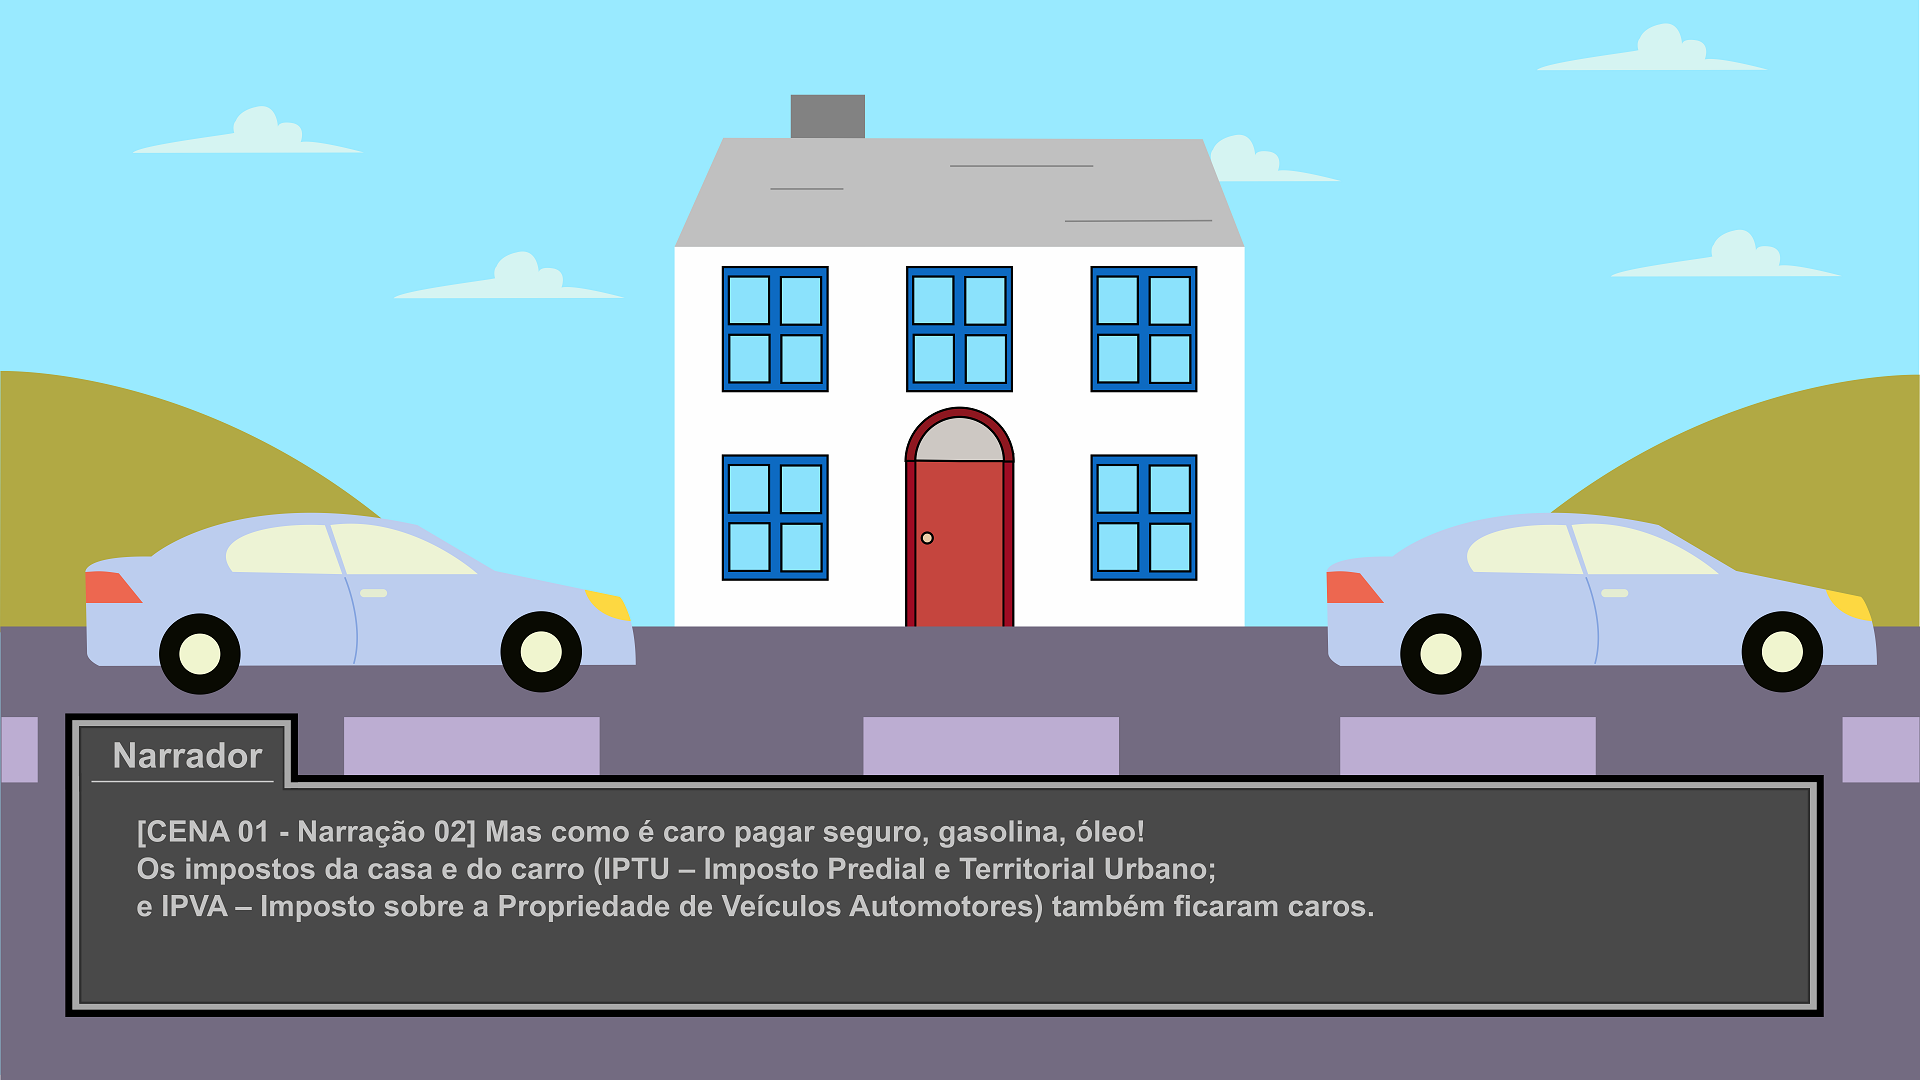 Narrador
[CENA 01 - Narração 02] Mas como é caro pagar seguro, gasolina, óleo!
Os impostos da casa e do carro (IPTU – Imposto Predial e Territorial Urbano;
e IPVA – Imposto sobre a Propriedade de Veículos Automotores) também ficaram caros.